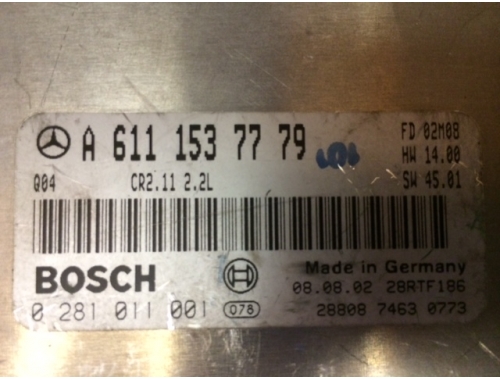 A 611 153 77 79
FD/02M08
HW 14.00
Q04 CR2.11 2.2L
SW 45.01
BOSCH
Made in Germany
08.08.02 28RTF186
0 281 011 001 078
28808 7463 0773